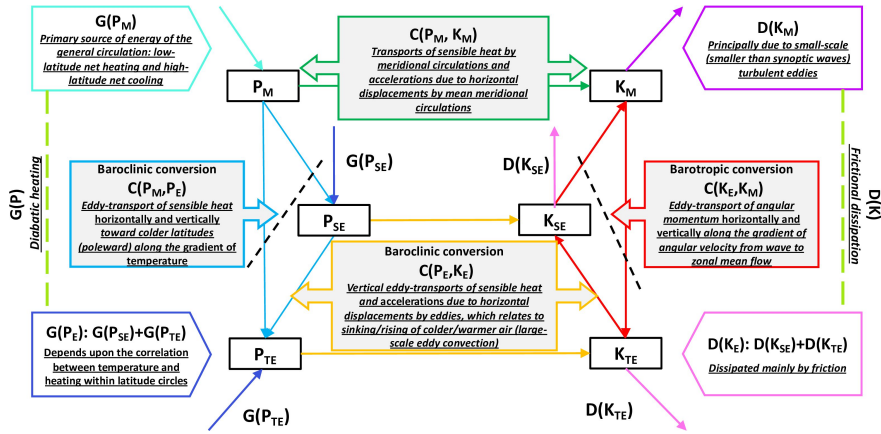 G(P_M)
Primary source of energy of the
general circulation: low-
latitude net heating and high-
latitude net cooling
C(P_M, K_M)
Transports of sensible heat by
meridional circulations and
accelerations due to horizontal
displacements by mean meridional
circulations
D(K_M)
Principally due to small-scale
(smaller than synoptic waves)
turbulent eddies
P_M
K_M
G(P)
Diabatic heating
Baroclinic conversion
C(P_M,P_E)
Eddy-transport of sensible heat
horizontally and vertically
toward colder latitudes
(poleward) along the gradient of
temperature
G(P_SE)
D(K_SE)
P_SE
K_SE
Barotropic conversion
C(K_E,K_M)
Eddy-transport of angular
momentum horizontally and
vertically along the gradient of
angular velocity from wave to
zonal mean flow
Frictional dissipation
D(K)
Baroclinic conversion
C(P_E,K_E)
Vertical eddy-transports of sensible heat
and accelerations due to horizontal
displacements by eddies, which relates to
sinking/rising of colder/warmer air (large-
scale eddy convection)
G(P_E): G(P_SE)+G(P_TE)
Depends upon the correlation
between temperature and
heating within latitude circles
P_TE
K_TE
D(K_E): D(K_SE)+D(K_TE)
Dissipated mainly by friction
G(P_TE)
D(K_TE)